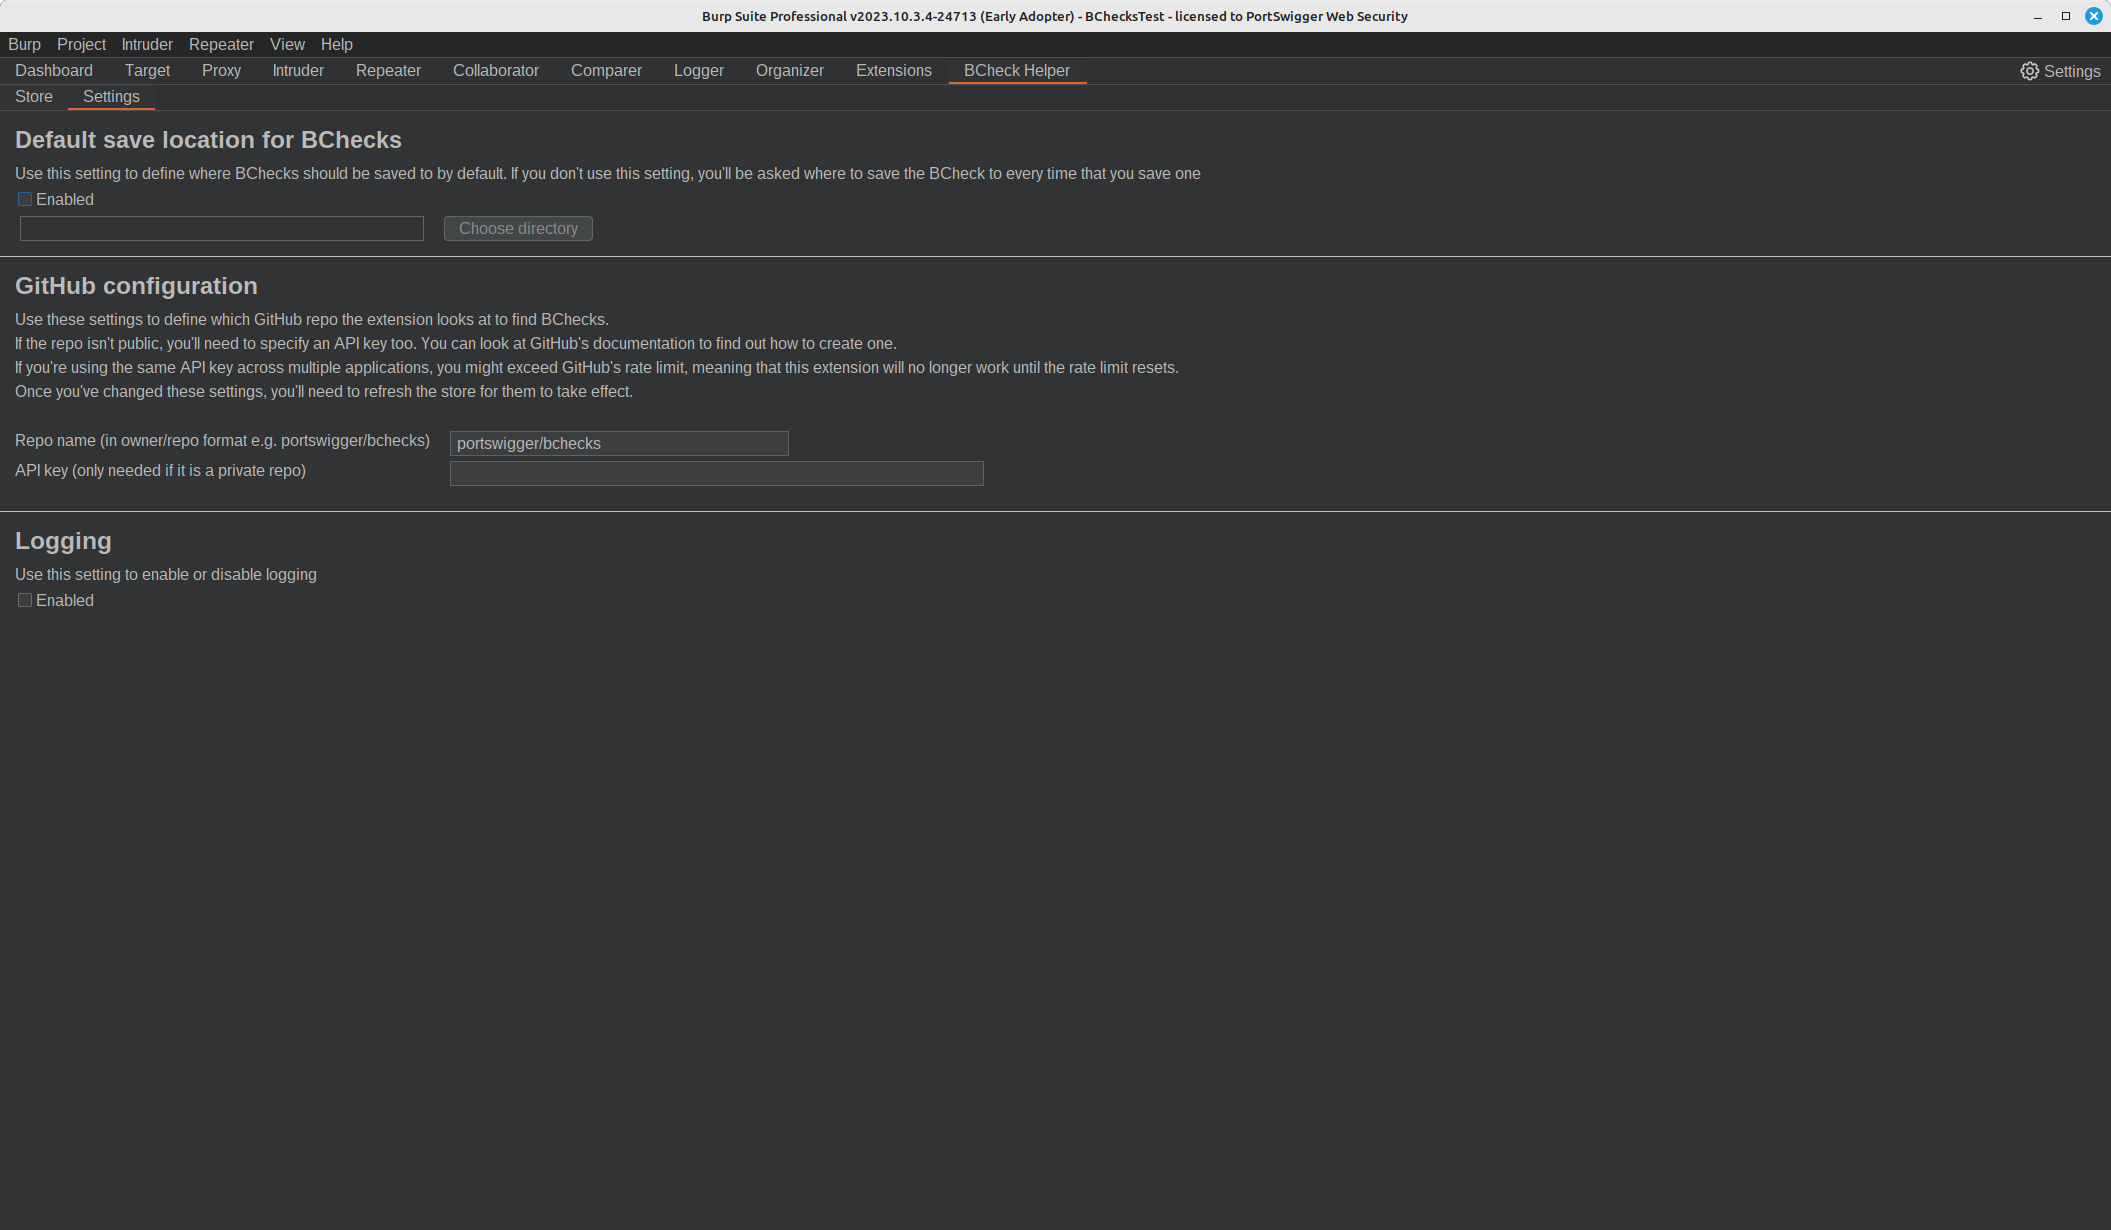 Burp Suite Professional v2023.10.3.4-24713 (Early Adopter) - BChecksTest - licensed to PortSwigger Web Security
Burp Project Intruder Repeater View Help
Dashboard Target Proxy Intruder Repeater Collaborator Comparer Logger Organizer Extensions BCheck Helper Settings
Store Settings
Default save location for BChecks
Use this setting to define where BChecks should be saved to by default. If you don't use this setting, you'll be asked where to save the BCheck to every time that you save one
Enabled
Choose directory
GitHub configuration
Use these settings to define which GitHub repo the extension looks at to find BChecks.
If the repo isn't public, you'll need to specify an API key too. You can look at GitHub's documentation to find out how to create one.
If you're using the same API key across multiple applications, you might exceed GitHub's rate limit, meaning that this extension will no longer work until the rate limit resets.
Once you've changed these settings, you'll need to refresh the store for them to take effect.
Repo name (in owner/repo format e.g. portswigger/bchecks) portswigger/bchecks
API key (only needed if it is a private repo)
Logging
Use this setting to enable or disable logging
Enabled